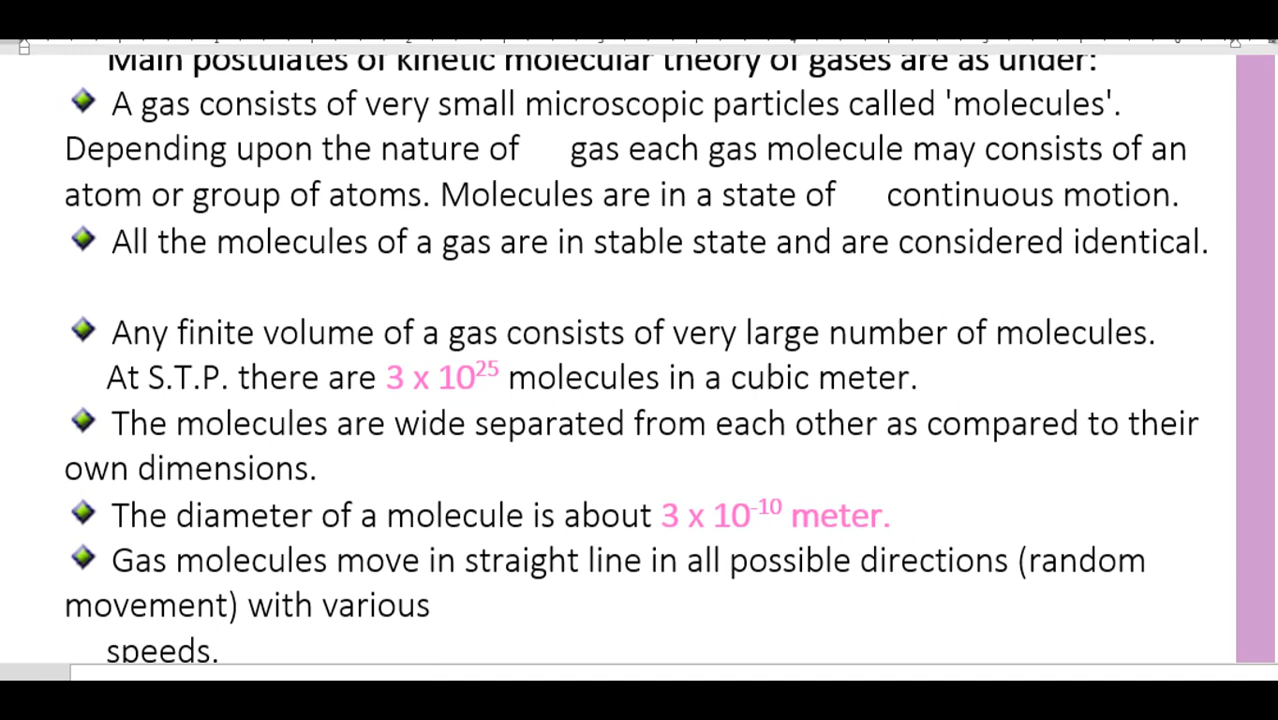 Main postulates of kinetic molecular theory of gases are as under:
A gas consists of very small microscopic particles called 'molecules'.
Depending upon the nature of gas each gas molecule may consists of an
atom or group of atoms. Molecules are in a state of continuous motion.
All the molecules of a gas are in stable state and are considered identical.
Any finite volume of a gas consists of very large number of molecules.
At S.T.P. there are 3 x 10²⁵ molecules in a cubic meter.
The molecules are wide separated from each other as compared to their
own dimensions.
The diameter of a molecule is about 3 x 10⁻¹⁰ meter.
Gas molecules move in straight line in all possible directions (random
movement) with various
speeds.